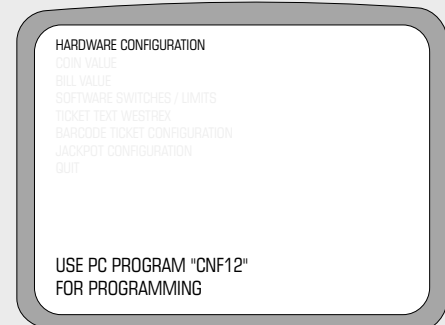 HARDWARE CONFIGURATION
COIN VALUE
BILL VALUE
SOFTWARE SWITCHES / LIMITS
TICKET TEXT WESTREX
BARCODE TICKET CONFIGURATION
JACKPOT CONFIGURATION
QUIT
USE PC PROGRAM "CNF12"
FOR PROGRAMMING